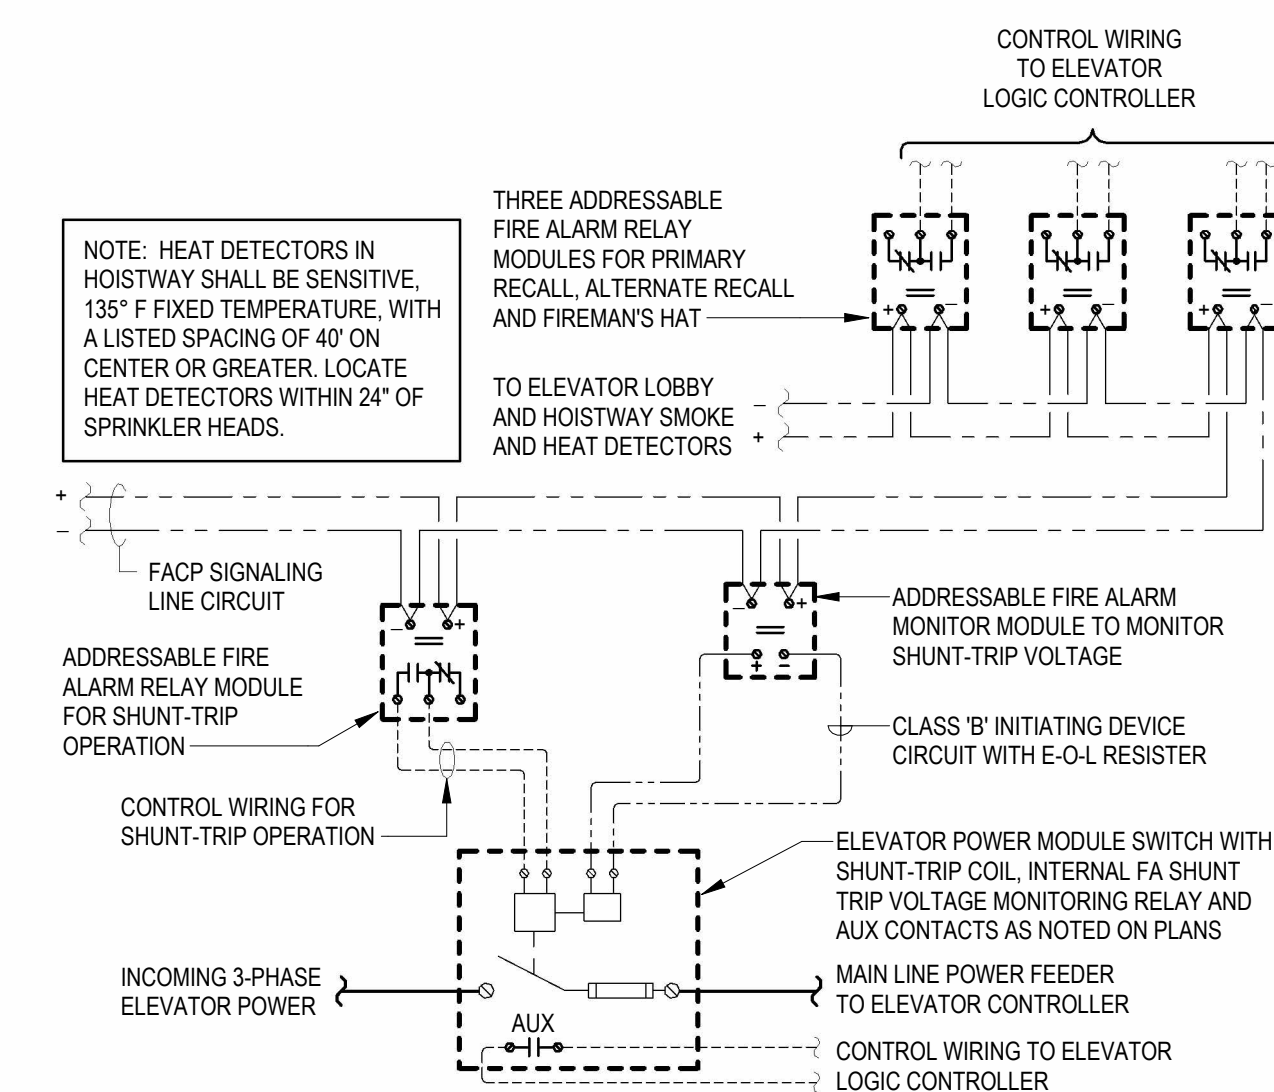 CONTROL WIRING
TO ELEVATOR
LOGIC CONTROLLER
THREE ADDRESSABLE
FIRE ALARM RELAY
MODULES FOR PRIMARY
RECALL, ALTERNATE RECALL
AND FIREMAN'S HAT
NOTE: HEAT DETECTORS IN
HOISTWAY SHALL BE SENSITIVE,
135° F FIXED TEMPERATURE, WITH
A LISTED SPACING OF 40' ON
CENTER OR GREATER. LOCATE
HEAT DETECTORS WITHIN 24" OF
SPRINKLER HEADS.
+ − + − + −
TO ELEVATOR LOBBY
AND HOISTWAY SMOKE
AND HEAT DETECTORS
−
+
+
−
FACP SIGNALING
LINE CIRCUIT
− +
− +
+ −
ADDRESSABLE FIRE ALARM
MONITOR MODULE TO MONITOR
SHUNT-TRIP VOLTAGE
ADDRESSABLE FIRE
ALARM RELAY MODULE
FOR SHUNT-TRIP
OPERATION
CLASS 'B' INITIATING DEVICE
CIRCUIT WITH E-O-L RESISTER
CONTROL WIRING FOR
SHUNT-TRIP OPERATION
ELEVATOR POWER MODULE SWITCH WITH
SHUNT-TRIP COIL, INTERNAL FA SHUNT
TRIP VOLTAGE MONITORING RELAY AND
AUX CONTACTS AS NOTED ON PLANS
INCOMING 3-PHASE
ELEVATOR POWER
MAIN LINE POWER FEEDER
TO ELEVATOR CONTROLLER
AUX
CONTROL WIRING TO ELEVATOR
LOGIC CONTROLLER